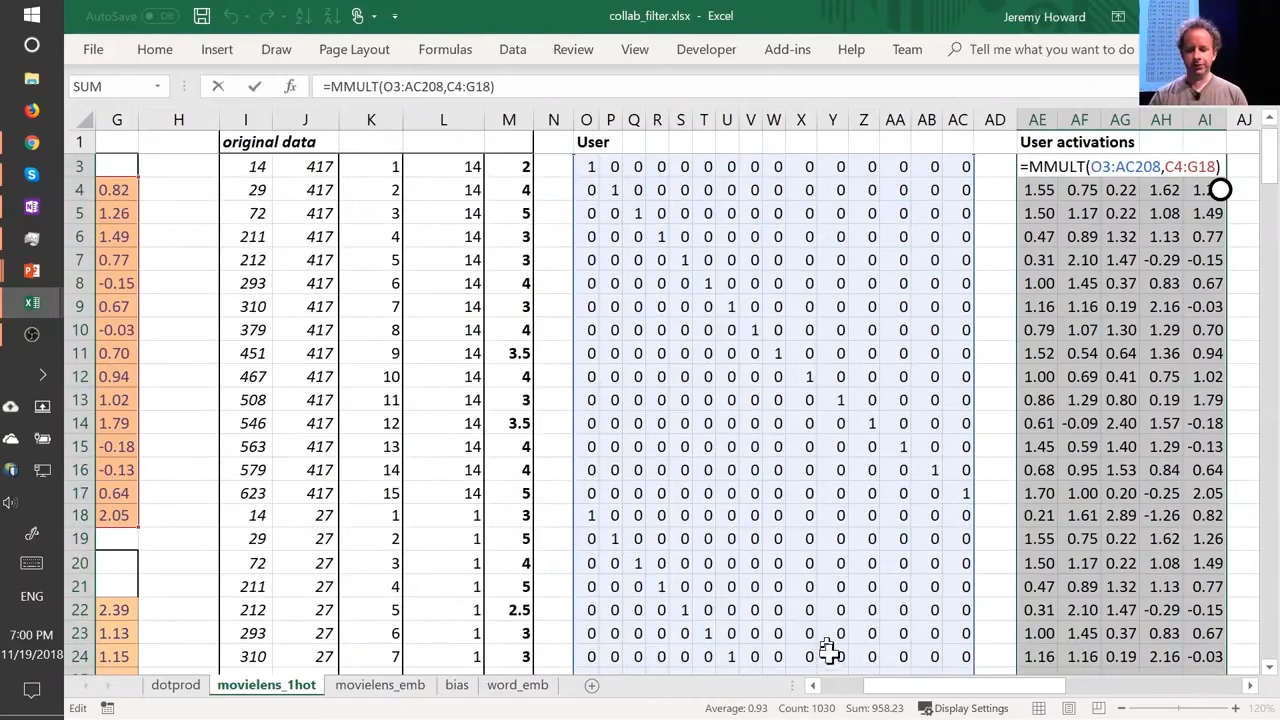 AutoSave Off collab_filter.xlsx - Excel Jeremy Howard
File Home Insert Draw Page Layout Formulas Data Review View Developer Add-ins Help Team Tell me what you want to do
SUM fx =MMULT(O3:AC208,C4:G18)
G H I J K L M N O P Q R S T U V W X Y Z AA AB AC AD AE AF AG AH AI AJ
1 original data User User activations
3 14 417 1 14 2 1 0 0 0 0 0 0 0 0 0 0 0 0 0 0 =MMULT(O3:AC208,C4:G18)
4 0.82 29 417 2 14 4 0 1 0 0 0 0 0 0 0 0 0 0 0 0 0 1.55 0.75 0.22 1.62
5 1.26 72 417 3 14 5 0 0 1 0 0 0 0 0 0 0 0 0 0 0 0 1.50 1.17 0.22 1.08 1.49
6 1.49 211 417 4 14 3 0 0 0 1 0 0 0 0 0 0 0 0 0 0 0 0.47 0.89 1.32 1.13 0.77
7 0.77 212 417 5 14 3 0 0 0 0 1 0 0 0 0 0 0 0 0 0 0 0.31 2.10 1.47 -0.29 -0.15
8 -0.15 293 417 6 14 4 0 0 0 0 0 1 0 0 0 0 0 0 0 0 0 1.00 1.45 0.37 0.83 0.67
9 0.67 310 417 7 14 3 0 0 0 0 0 0 1 0 0 0 0 0 0 0 0 1.16 1.16 0.19 2.16 -0.03
10 -0.03 379 417 8 14 4 0 0 0 0 0 0 0 1 0 0 0 0 0 0 0 0.79 1.07 1.30 1.29 0.70
11 0.70 451 417 9 14 3.5 0 0 0 0 0 0 0 0 1 0 0 0 0 0 0 1.52 0.54 0.64 1.36 0.94
12 0.94 467 417 10 14 4 0 0 0 0 0 0 0 0 0 1 0 0 0 0 0 1.00 0.69 0.41 0.75 1.02
13 1.02 508 417 11 14 3 0 0 0 0 0 0 0 0 0 0 1 0 0 0 0 0.86 1.29 0.80 0.19 1.79
14 1.79 546 417 12 14 3.5 0 0 0 0 0 0 0 0 0 0 0 1 0 0 0 0.61 -0.09 2.40 1.57 -0.18
15 -0.18 563 417 13 14 4 0 0 0 0 0 0 0 0 0 0 0 0 1 0 0 1.45 0.59 1.40 1.29 -0.13
16 -0.13 579 417 14 14 4 0 0 0 0 0 0 0 0 0 0 0 0 0 1 0 0.68 0.95 1.53 0.84 0.64
17 0.64 623 417 15 14 5 0 0 0 0 0 0 0 0 0 0 0 0 0 0 1 1.70 1.00 0.20 -0.25 2.05
18 2.05 14 27 1 1 3 1 0 0 0 0 0 0 0 0 0 0 0 0 0 0 0.21 1.61 2.89 -1.26 0.82
19 29 27 2 1 5 0 1 0 0 0 0 0 0 0 0 0 0 0 0 0 1.55 0.75 0.22 1.62 1.26
20 72 27 3 1 4 0 0 1 0 0 0 0 0 0 0 0 0 0 0 0 1.50 1.17 0.22 1.08 1.49
21 211 27 4 1 5 0 0 0 1 0 0 0 0 0 0 0 0 0 0 0 0.47 0.89 1.32 1.13 0.77
22 2.39 212 27 5 1 2.5 0 0 0 0 1 0 0 0 0 0 0 0 0 0 0 0.31 2.10 1.47 -0.29 -0.15
23 1.13 293 27 6 1 3 0 0 0 0 0 1 0 0 0 0 0 0 0 0 0 1.00 1.45 0.37 0.83 0.67
24 1.15 310 27 7 1 3 0 0 0 0 0 0 1 0 0 0 0 0 0 0 1.16 1.16 0.19 2.16 -0.03
ENG
7:00 PM
11/19/2018
dotprod movielens_1hot movielens_emb bias word_emb
Edit Average: 0.93 Count: 1030 Sum: 958.23 Display Settings 120%